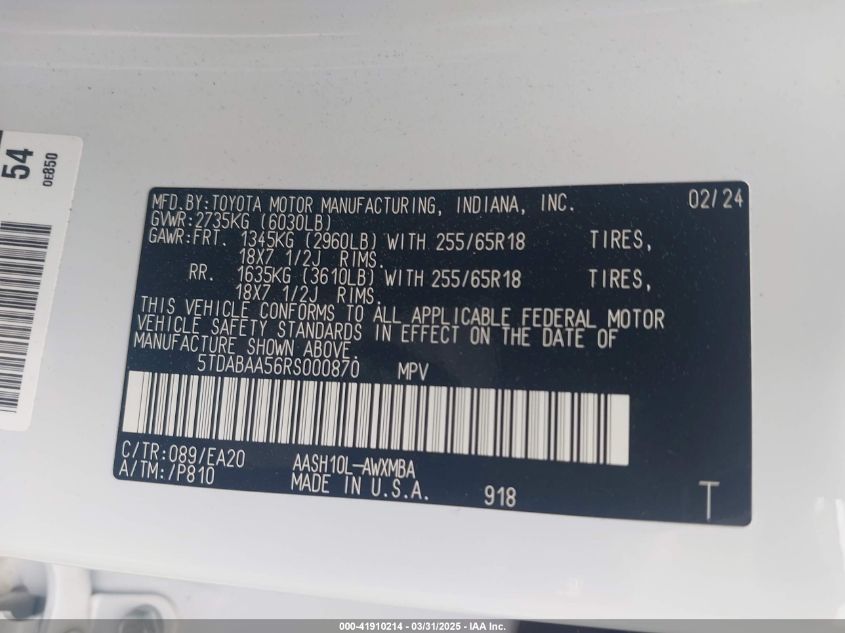 54
0E850
MFD.BY:TOYOTA MOTOR MANUFACTURING, INDIANA, INC. 02/24
GVWR:2735KG (6030LB)
GAWR:FRT. 1345KG (2960LB) WITH 255/65R18 TIRES,
18X7 1/2J RIMS.
RR. 1635KG (3610LB) WITH 255/65R18 TIRES,
18X7 1/2J RIMS.
THIS VEHICLE CONFORMS TO ALL APPLICABLE FEDERAL MOTOR
VEHICLE SAFETY STANDARDS IN EFFECT ON THE DATE OF
MANUFACTURE SHOWN ABOVE.
5TDABAA56RS000870 MPV
C/TR:089/EA20 AASH10L-AWXMBA
A/TM:/P810 MADE IN U.S.A. 918 T
000-41910214 - 03/31/2025 - IAA Inc.